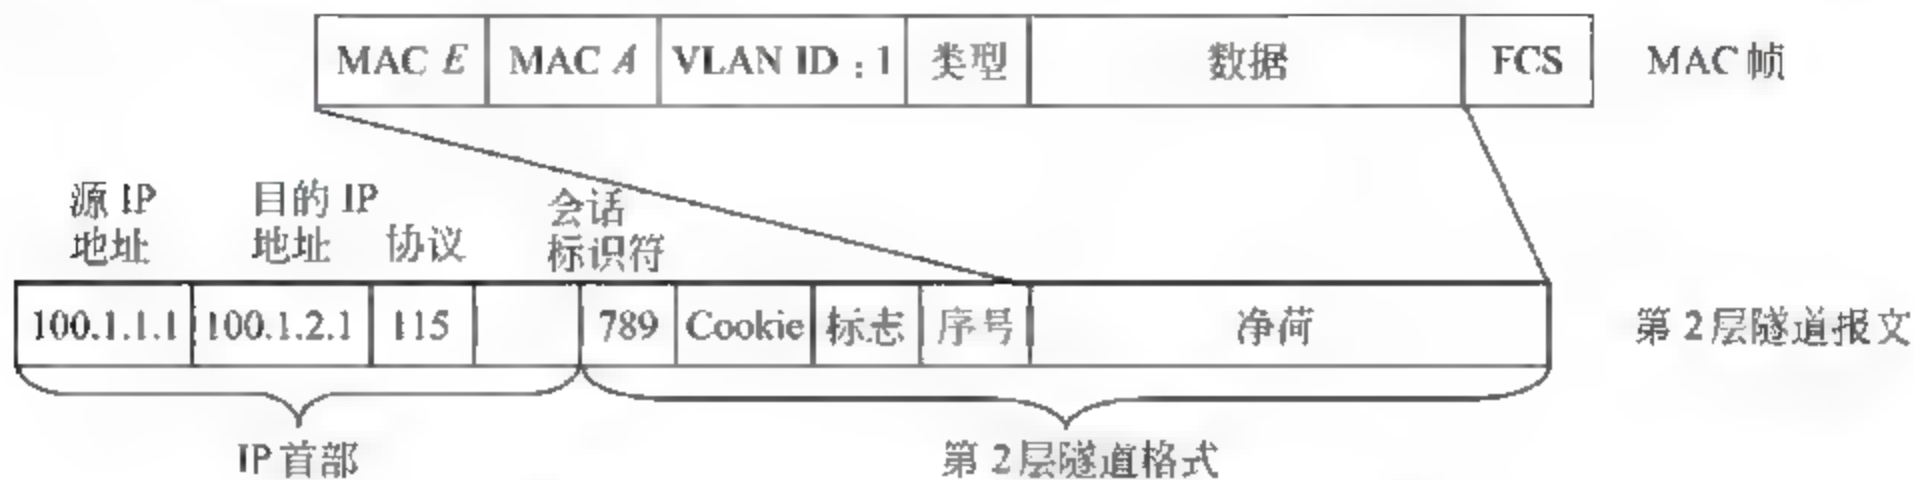 MAC E MAC A VLAN ID : 1 类型 数据 FCS MAC 帧
源 IP 目的 IP 会话
地址 地址 协议 标识符
100.1.1.1 100.1.2.1 115 789 Cookie 标志 序号 净荷 第 2 层隧道报文
IP 首部 第 2 层隧道格式